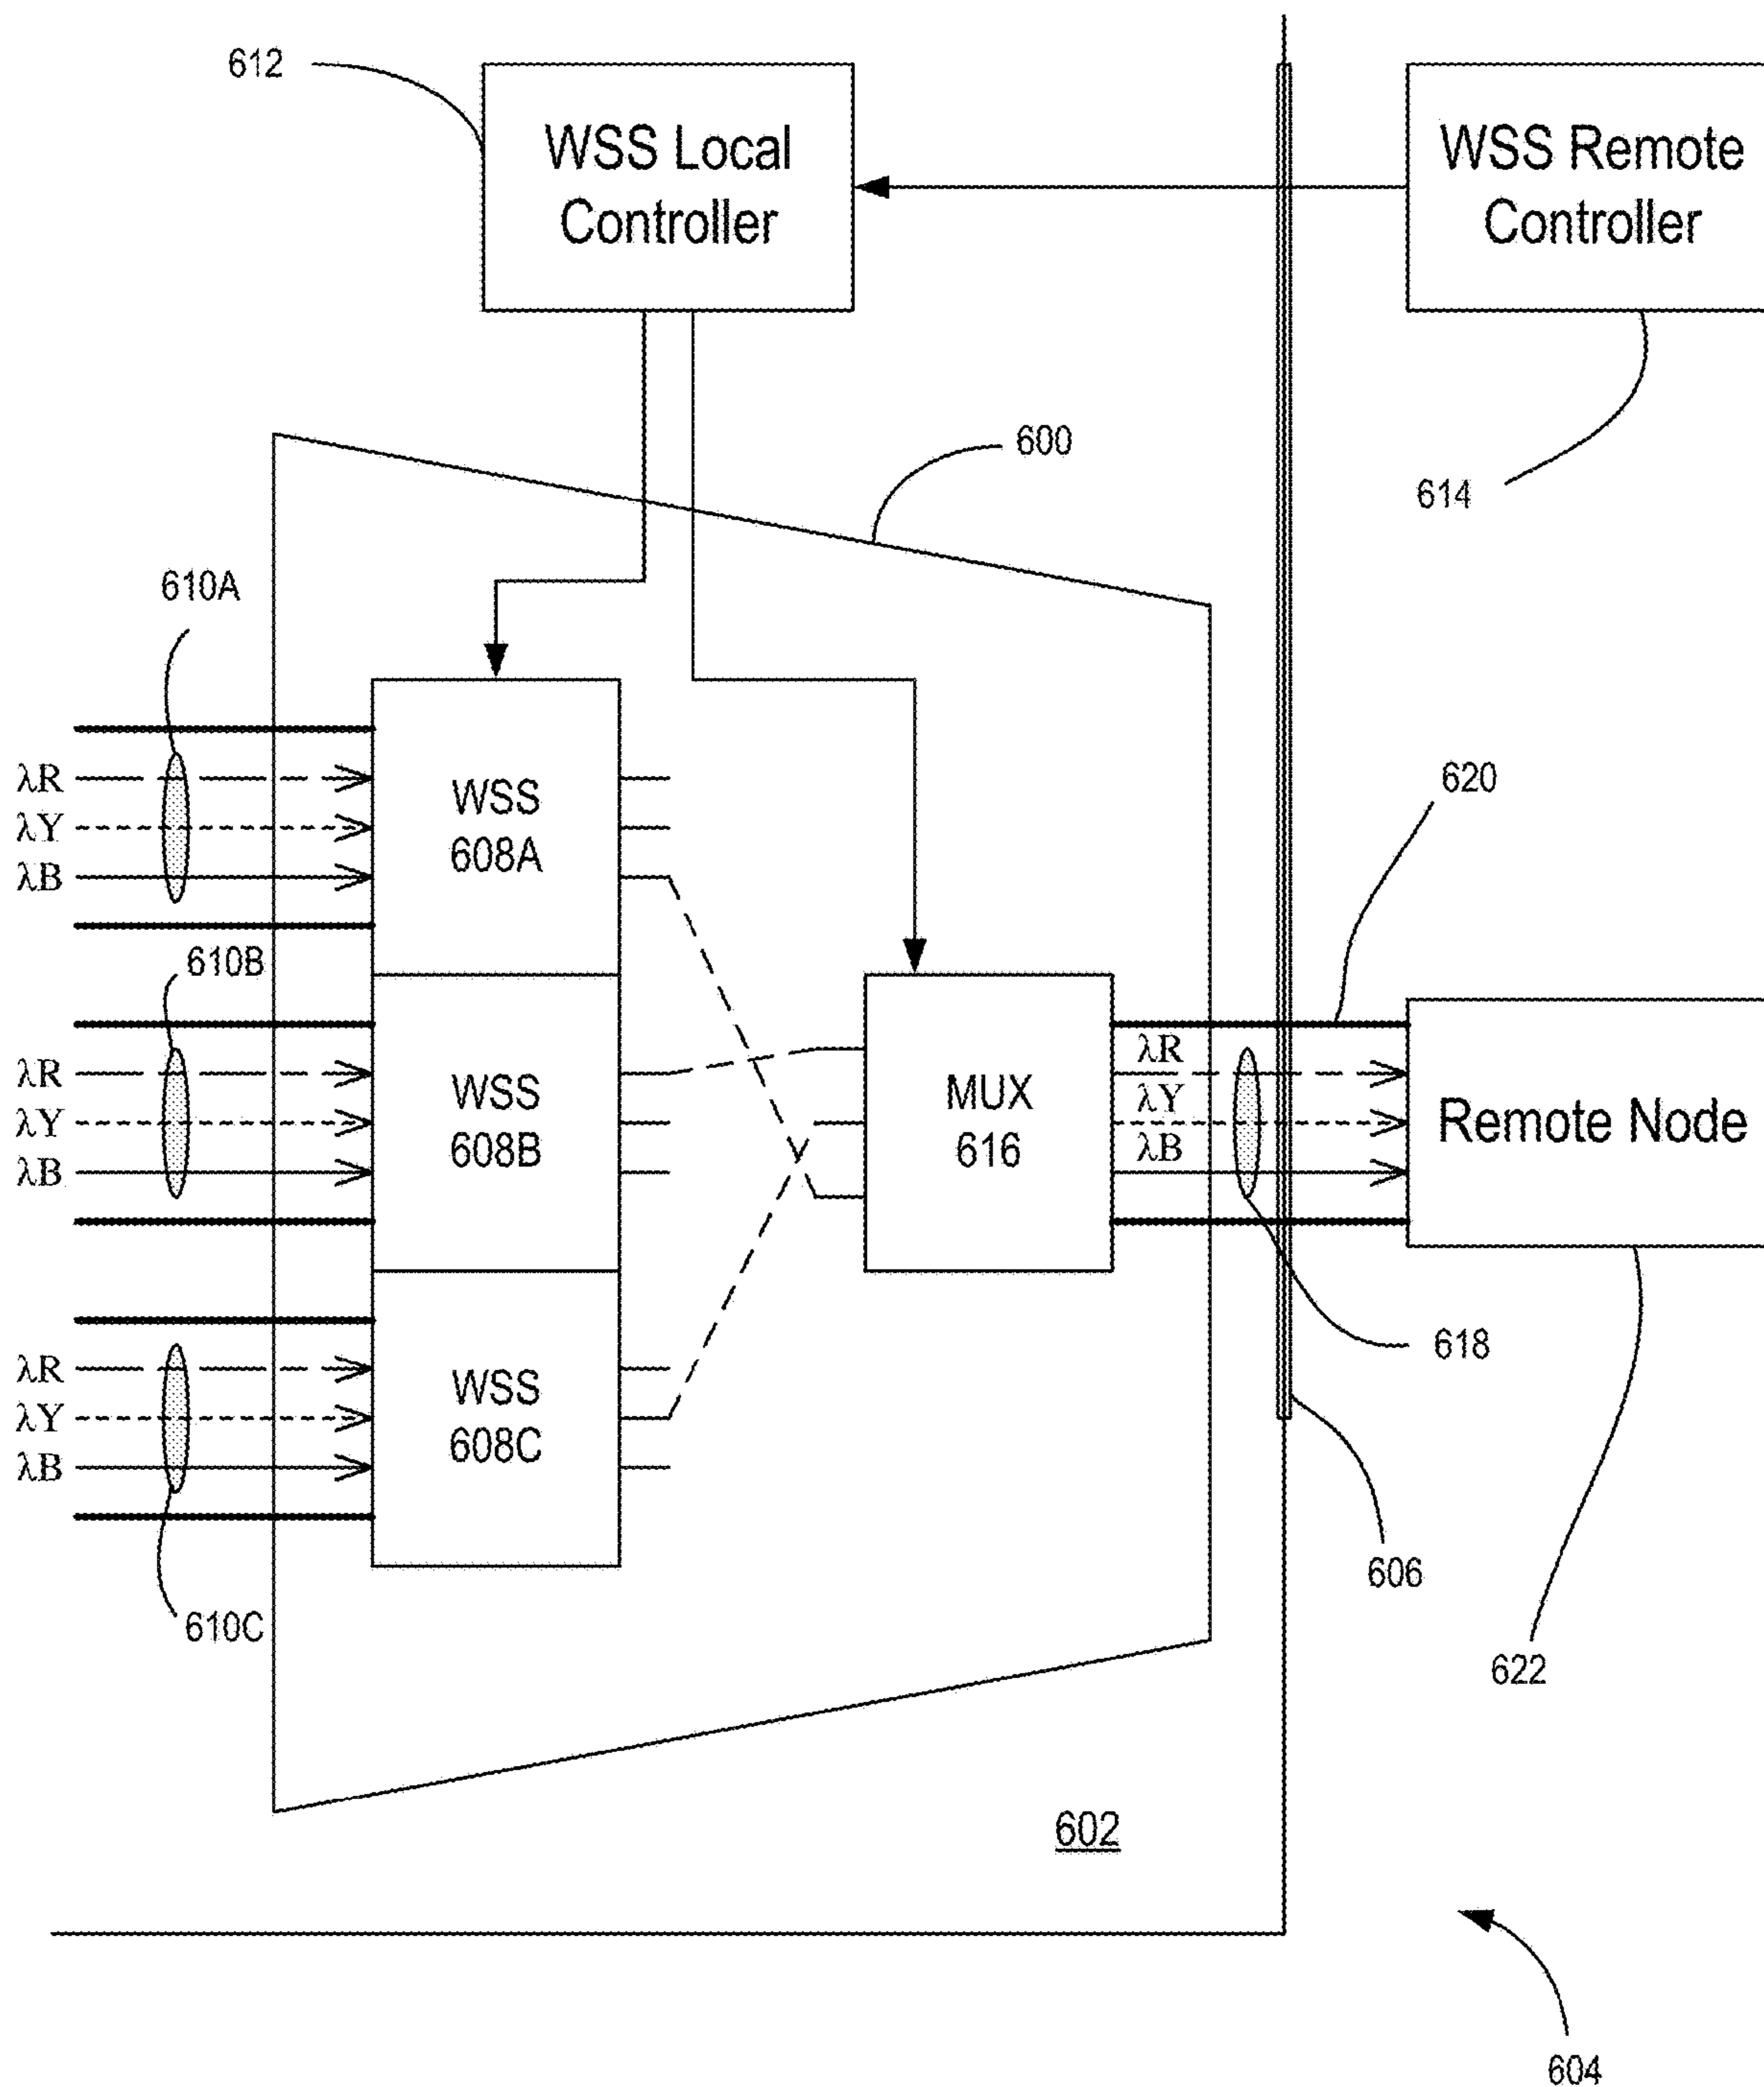 612
WSS Local
Controller
WSS Remote
Controller
600
614
610A
λR
λY
λB
WSS
608A
620
610B
λR
λY
λB
WSS
608B
MUX
616
λR
λY
λB
Remote Node
618
λR
λY
λB
WSS
608C
606
610C
622
602
604